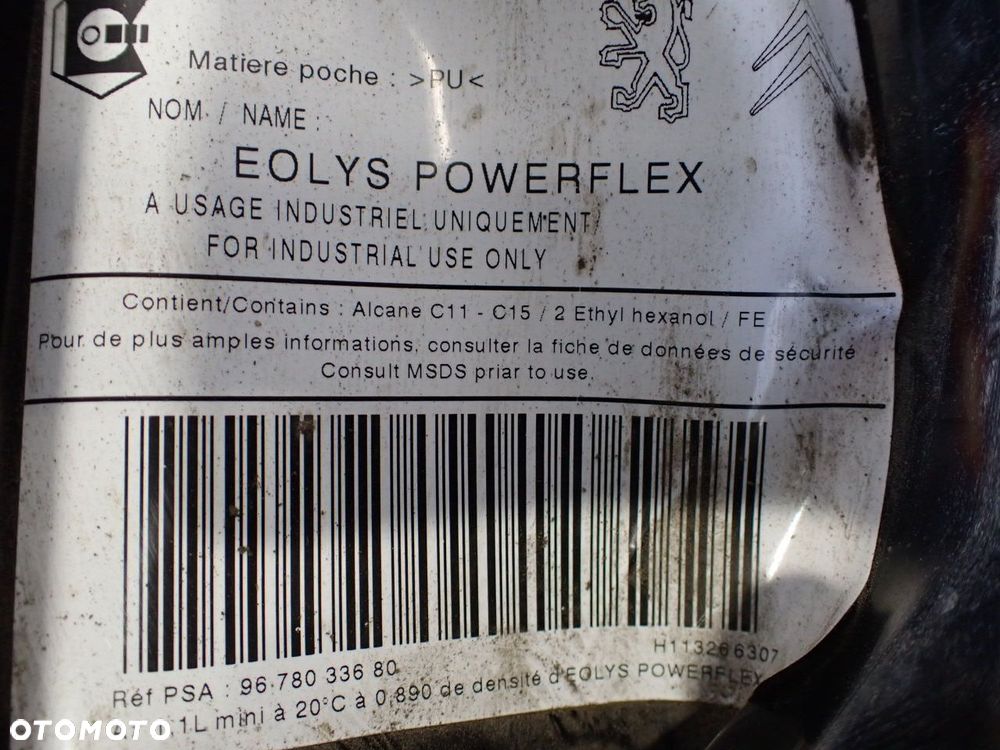 Matiere poche : >PU<
NOM / NAME :
EOLYS POWERFLEX
A USAGE INDUSTRIEL UNIQUEMENT/
FOR INDUSTRIAL USE ONLY
Contient/Contains : Alcane C11 - C15 / 2 Ethyl hexanol / FE
Pour de plus amples informations, consulter la fiche de données de sécurité
Consult MSDS priar to use.
H113266307
Réf PSA : 96 780 336 80
1L mini à 20°C à 0,890 de densité d'EOLYS POWERFLEX
OTOMOTO